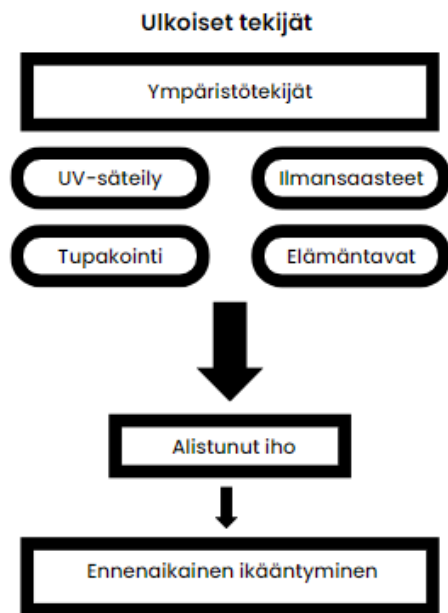 Ulkoiset tekijät
Ympäristötekijät
UV-säteily
Ilmansaasteet
Tupakointi
Elämäntavat
Alistunut iho
Ennenaikainen ikääntyminen